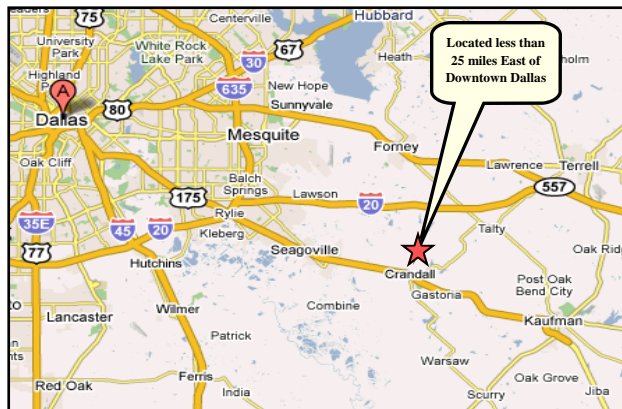 75
University
Park
Highland
Park
A
Dallas
Oak Cliff
35E
77
45
20
Hutchins
Lancaster
Wilmer
Red Oak
Ferris
India
Patrick
Centerville
White Rock
Lake Park
30
67
635
New Hope
Sunnyvale
80
Mesquite
Balch
Springs
175
Rylie
Kleberg
Seagoville
Lawson
20
Combine
Hubbard
Heath
Forney
Lawrence
Terrell
557
Talty
Oak Ridg
Crandall
Gastonia
Post Oak
Bend City
Kaufman
Warsaw
Scurry
Oak Grove
Jiba
Located less than
25 miles East of
Downtown Dallas